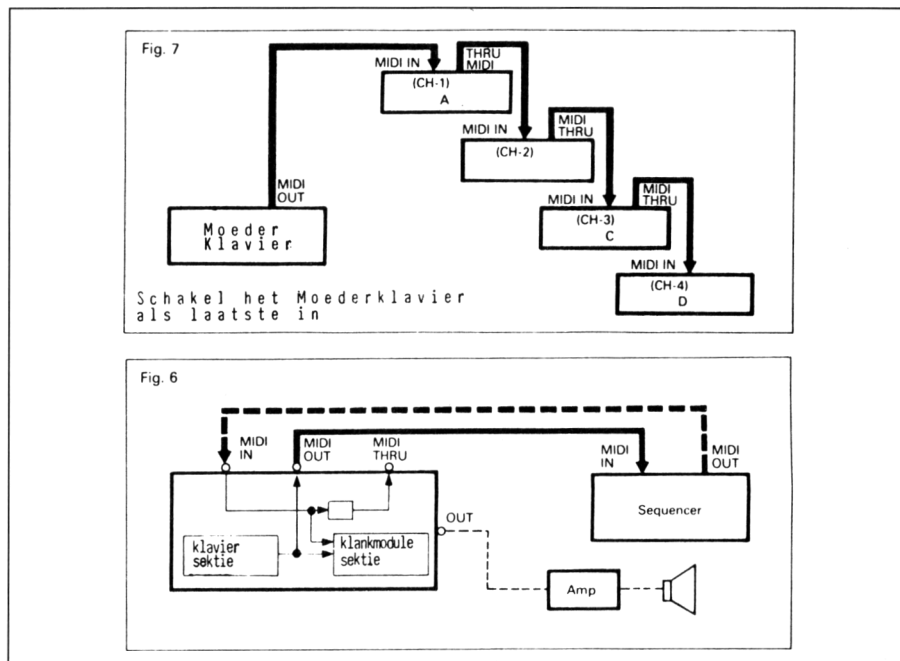 Fig. 7
MIDI IN
THRU
MIDI
(CH-1)
A
MIDI IN
MIDI
THRU
(CH-2)
MIDI
OUT
MIDI IN
MIDI
THRU
(CH-3)
C
Moeder
Klavier
MIDI IN
(CH-4)
D
Schakel het Moederklavier
als laatste in
Fig. 6
MIDI
IN
MIDI
OUT
MIDI
THRU
MIDI
IN
MIDI
OUT
OUT
Sequencer
klavier
sektie
klankmodule
sektie
Amp